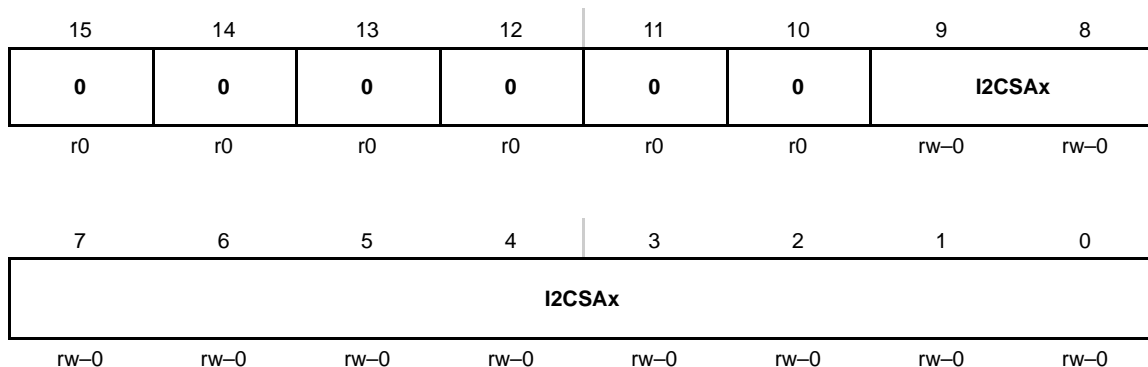 15 14 13 12 11 10 9 8
0 0 0 0 0 0 I2CSAx
r0 r0 r0 r0 r0 r0 rw–0 rw–0
7 6 5 4 3 2 1 0
I2CSAx
rw–0 rw–0 rw–0 rw–0 rw–0 rw–0 rw–0 rw–0